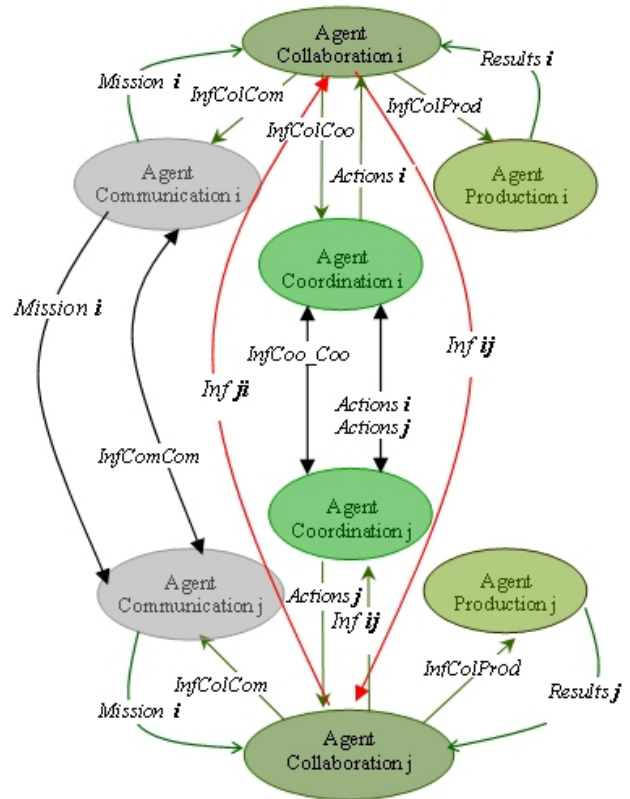 Agent
Collaboration i
Mission i
Results i
InfColCom
InfColProd
InfColCoo
Agent
Communication i
Actions i
Agent
Production i
Agent
Coordination i
Mission i
InfCoo_Coo
Inf ij
Inf ji
Actions i
Actions j
InfComCom
Agent
Coordination j
Agent
Communication j
Actions j
Inf ij
Agent
Production j
InfColCom
InfColProd
Mission i
Results j
Agent
Collaboration j